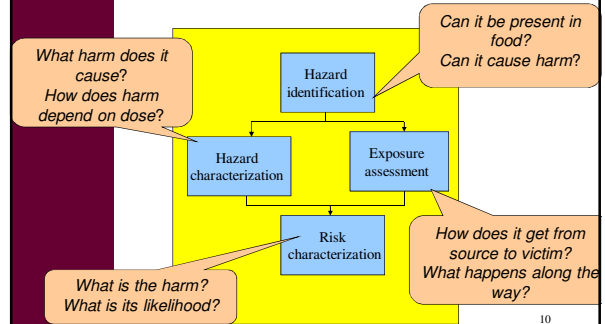 Can it be present in
food?
Can it cause harm?
What harm does it
cause?
How does harm
depend on dose?
Hazard
identification
Hazard
characterization
Exposure
assessment
How does it get from
source to victim?
What happens along the
way?
Risk
characterization
What is the harm?
What is its likelihood?
10